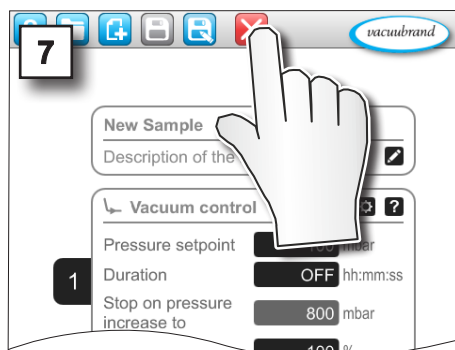 7
vacuubrand
New Sample
Description of the
Vacuum control
?
Pressure setpoint
mbar
1
Duration
OFF hh:mm:ss
Stop on pressure
increase to
800 mbar
%